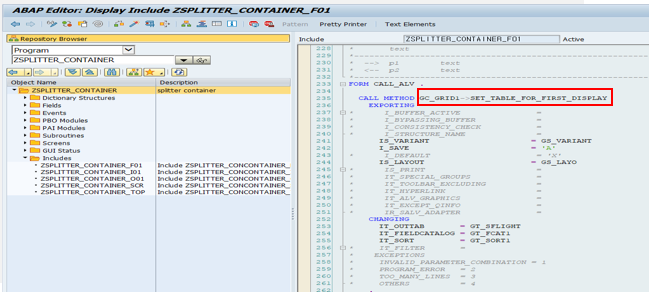 ABAP Editor: Display Include ZSPLITTER_CONTAINER_F01
Pattern Pretty Printer Text Elements
Repository Browser
Program
ZSPLITTER_CONTAINER
Object Name Description
ZSPLITTER_CONTAINER splitter container
Dictionary Structures
Fields
Events
PBO Modules
PAI Modules
Subroutines
Screens
GUI Status
Includes
ZSPLITTER_CONTAINER_F01 Include ZSPLITTER_CONCONTAINER_
ZSPLITTER_CONTAINER_I01 Include ZSPLITTER_CONCONTAINER_
ZSPLITTER_CONTAINER_O01 Include ZSPLITTER_CONCONTAINER_
ZSPLITTER_CONTAINER_SCR Include ZSPLITTER_CONCONTAINER_
ZSPLITTER_CONTAINER_TOP Include ZSPLITTER_CONCONTAINER_
Include ZSPLITTER_CONTAINER_F01 Active
228 * text
229 *----------------------------------------------------------------------
230 * --> p1 text
231 * <-- p2 text
232 *----------------------------------------------------------------------
233 FORM CALL_ALV .
234
235 CALL METHOD GC_GRID1->SET_TABLE_FOR_FIRST_DISPLAY
236 EXPORTING
237 * I_BUFFER_ACTIVE =
238 * I_BYPASSING_BUFFER =
239 * I_CONSISTENCY_CHECK =
240 * I_STRUCTURE_NAME =
241 IS_VARIANT = GS_VARIANT
242 I_SAVE = 'A'
243 * I_DEFAULT = 'X'
244 IS_LAYOUT = GS_LAYO
245 * IS_PRINT =
246 * IT_SPECIAL_GROUPS =
247 * IT_TOOLBAR_EXCLUDING =
248 * IT_HYPERLINK =
249 * IT_ALV_GRAPHICS =
250 * IT_EXCEPT_QINFO =
251 * IR_SALV_ADAPTER =
252 CHANGING
253 IT_OUTTAB = GT_SFLIGHT
254 IT_FIELDCATALOG = GT_FCAT1
255 IT_SORT = GT_SORT1
256 * IT_FILTER =
257 * EXCEPTIONS
258 * INVALID_PARAMETER_COMBINATION = 1
259 * PROGRAM_ERROR = 2
260 * TOO_MANY_LINES = 3
261 * OTHERS = 4